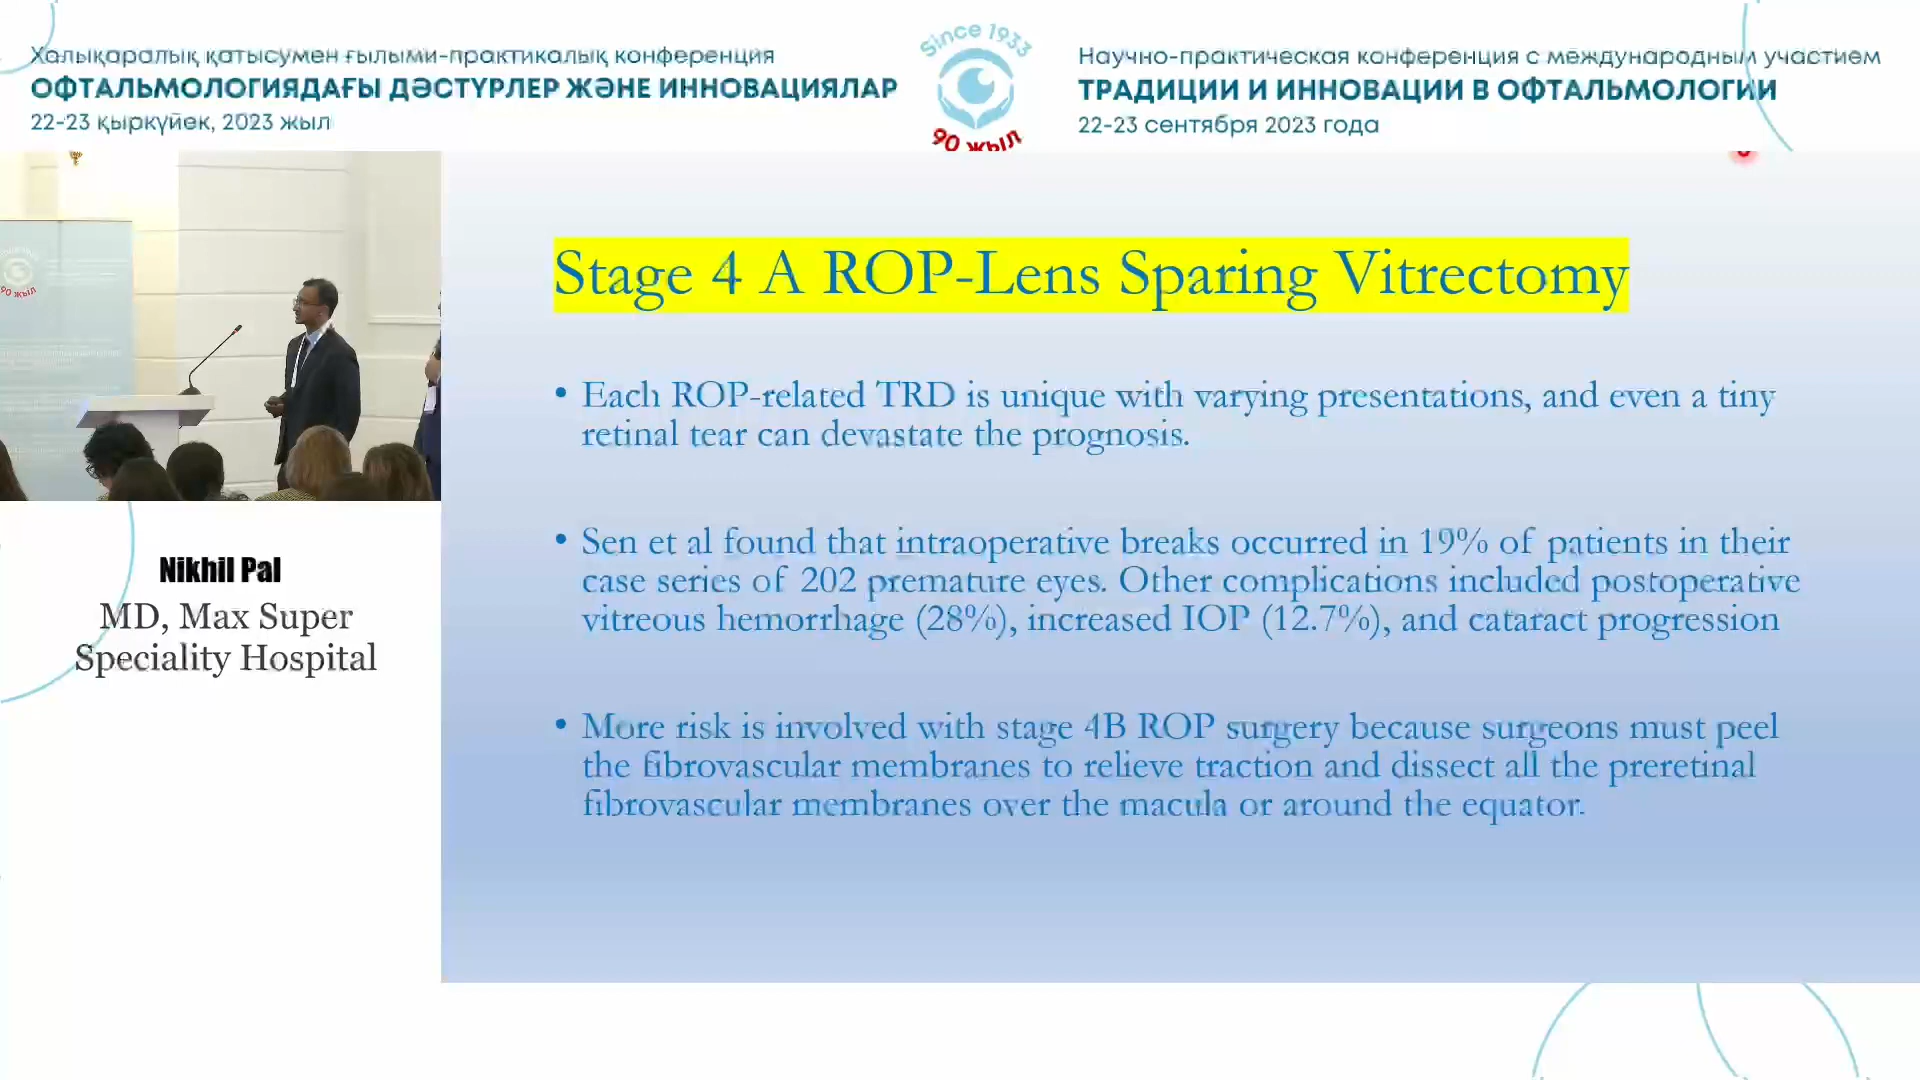 Халықаралық қатысумен ғылыми-практикалық конференция
ОФТАЛЬМОЛОГИЯДАҒЫ ДӘСТҮРЛЕР ЖӘНЕ ИННОВАЦИЯЛАР
22-23 қыркүйек, 2023 жыл
Since 1933
90 жыл
Научно-практическая конференция с международным участием
ТРАДИЦИИ И ИННОВАЦИИ В ОФТАЛЬМОЛОГИИ
22-23 сентября 2023 года
90 жыл
Nikhil Pal
MD, Max Super
Speciality Hospital
Stage 4 A ROP-Lens Sparing Vitrectomy
• Each ROP-related TRD is unique with varying presentations, and even a tiny
retinal tear can devastate the prognosis.
• Sen et al found that intraoperative breaks occurred in 19% of patients in their
case series of 202 premature eyes. Other complications included postoperative
vitreous hemorrhage (28%), increased IOP (12.7%), and cataract progression
• More risk is involved with stage 4B ROP surgery because surgeons must peel
the fibrovascular membranes to relieve traction and dissect all the preretinal
fibrovascular membranes over the macula or around the equator.